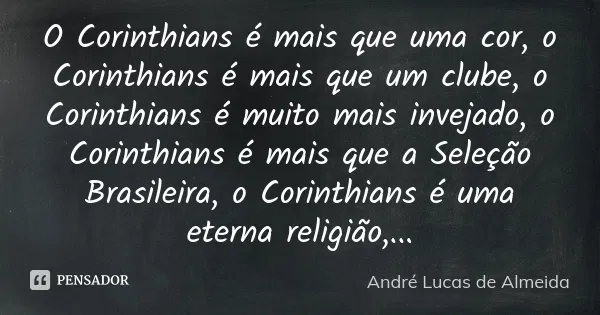 O Corinthians é mais que uma cor, o
Corinthians é mais que um clube, o
Corinthians é muito mais invejado, o
Corinthians é mais que a Seleção
Brasileira, o Corinthians é uma
eterna religião,...
PENSADOR
André Lucas de Almeida